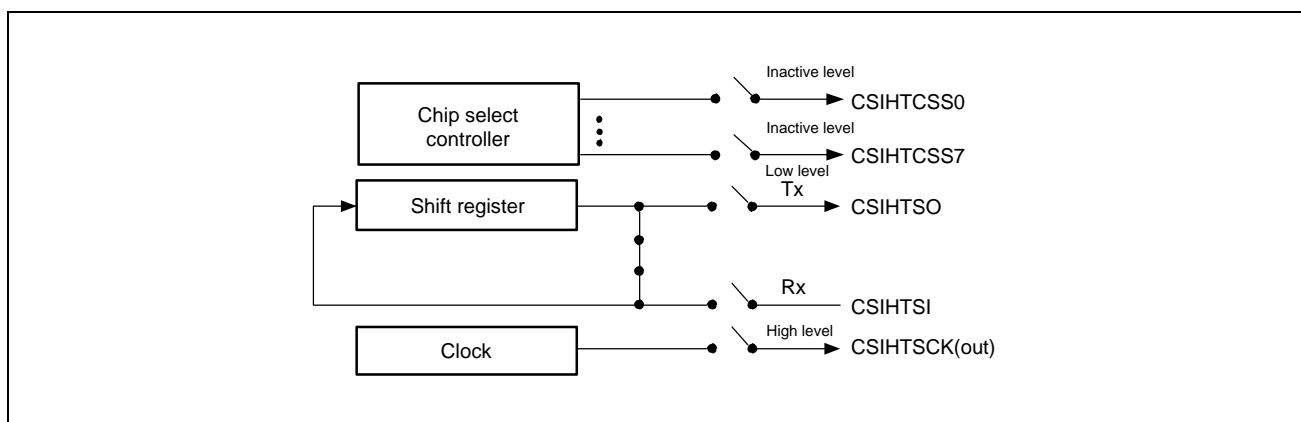 Inactive level
CSIHTCSS0
Chip select
controller
Inactive level
CSIHTCSS7
Low level
Tx
Shift register
CSIHTSO
Rx
CSIHTSI
High level
Clock
CSIHTSCK(out)